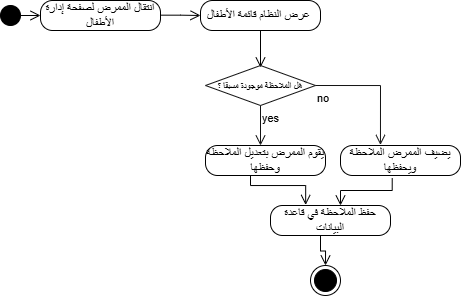 انتقال الممرض لصفحة إدارة
الأطفال
عرض النظام قائمة الأطفال
هل الملاحظة موجودة مسبقا ؟
no
yes
يقوم الممرض بتعديل الملاحظة
وحفظها
يضيف الممرض الملاحظة
ويحفظها
حفظ الملاحظة في قاعدة
البيانات